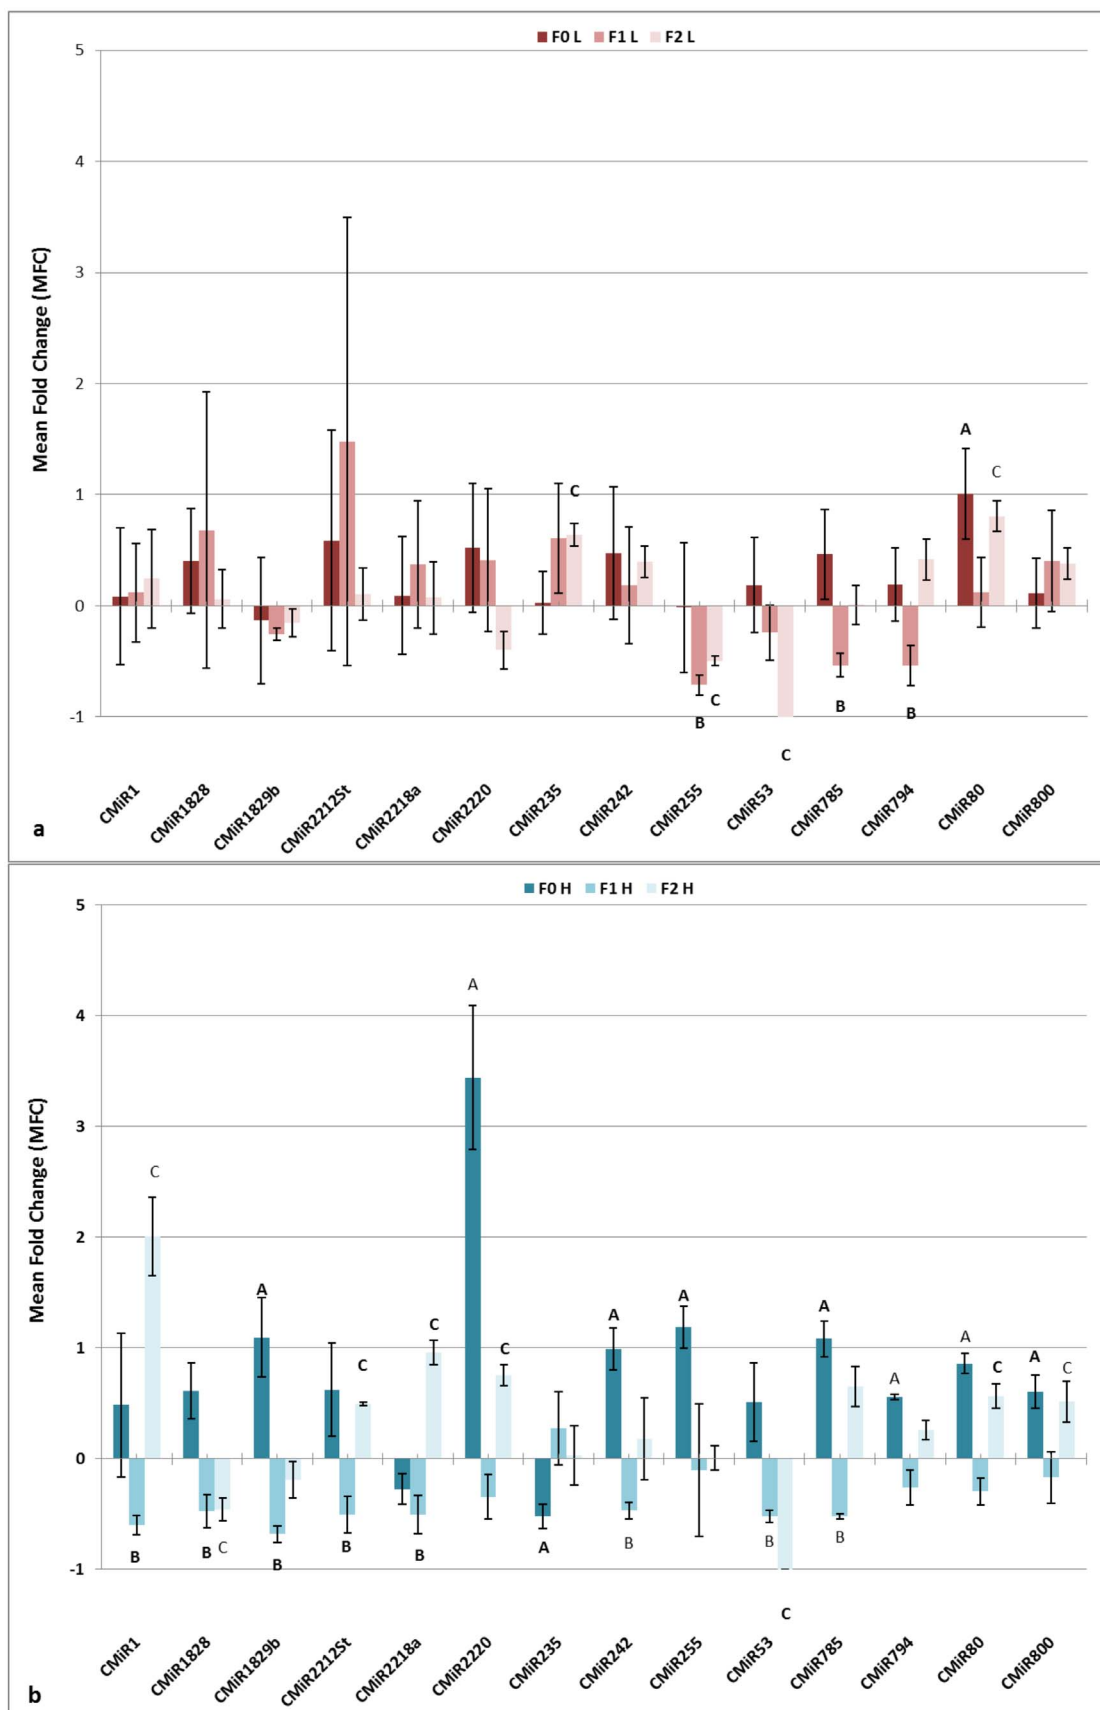 F0 L F1 L F2 L
5
4
3
2
1
0
-1
Mean Fold Change (MFC)
A
C
C
C
B
B
B
C
CMiR1 CMiR1828 CMiR1829b CMiR2212St CMiR2218a CMiR2220 CMiR235 CMiR242 CMiR255 CMiR53 CMiR785 CMiR794 CMiR80 CMiR800
a
F0 H F1 H F2 H
5
4
3
2
1
0
-1
Mean Fold Change (MFC)
A
C
A
A
A
A
C
A
C
C
A
C
A
C
A
C
B
B
C
B
B
B
A
B
B
B
C
CMiR1 CMiR1828 CMiR1829b CMiR2212St CMiR2218a CMiR2220 CMiR235 CMiR242 CMiR255 CMiR53 CMiR785 CMiR794 CMiR80 CMiR800
b